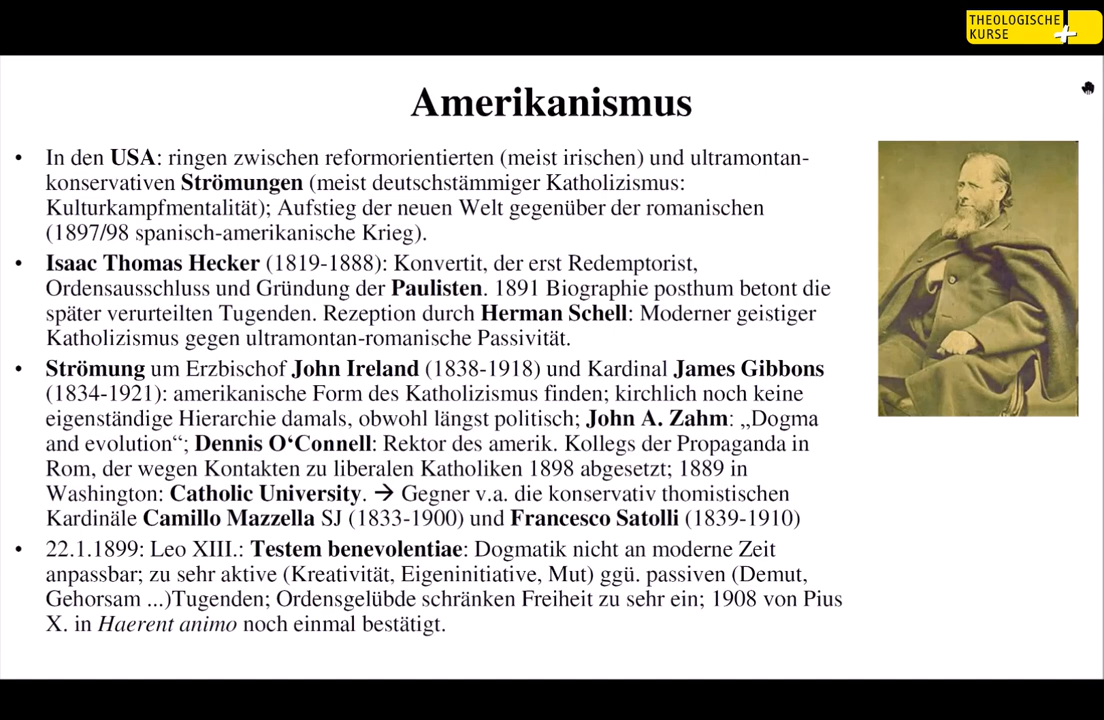 THEOLOGISCHE
KURSE
Amerikanismus
• In den USA: ringen zwischen reformorientierten (meist irischen) und ultramontan-
konservativen Strömungen (meist deutschstämmiger Katholizismus:
Kulturkampfmentalität); Aufstieg der neuen Welt gegenüber der romanischen
(1897/98 spanisch-amerikanische Krieg).
• Isaac Thomas Hecker (1819-1888): Konvertit, der erst Redemptorist,
Ordensausschluss und Gründung der Paulisten. 1891 Biographie posthum betont die
später verurteilten Tugenden. Rezeption durch Herman Schell: Moderner geistiger
Katholizismus gegen ultramontan-romanische Passivität.
• Strömung um Erzbischof John Ireland (1838-1918) und Kardinal James Gibbons
(1834-1921): amerikanische Form des Katholizismus finden; kirchlich noch keine
eigenständige Hierarchie damals, obwohl längst politisch; John A. Zahm: „Dogma
and evolution“; Dennis O‘Connell: Rektor des amerik. Kollegs der Propaganda in
Rom, der wegen Kontakten zu liberalen Katholiken 1898 abgesetzt; 1889 in
Washington: Catholic University. → Gegner v.a. die konservativ thomistischen
Kardinäle Camillo Mazzella SJ (1833-1900) und Francesco Satolli (1839-1910)
• 22.1.1899: Leo XIII.: Testem benevolentiae: Dogmatik nicht an moderne Zeit
anpassbar; zu sehr aktive (Kreativität, Eigeninitiative, Mut) ggü. passiven (Demut,
Gehorsam ...)Tugenden; Ordensgelübde schränken Freiheit zu sehr ein; 1908 von Pius
X. in Haerent animo noch einmal bestätigt.